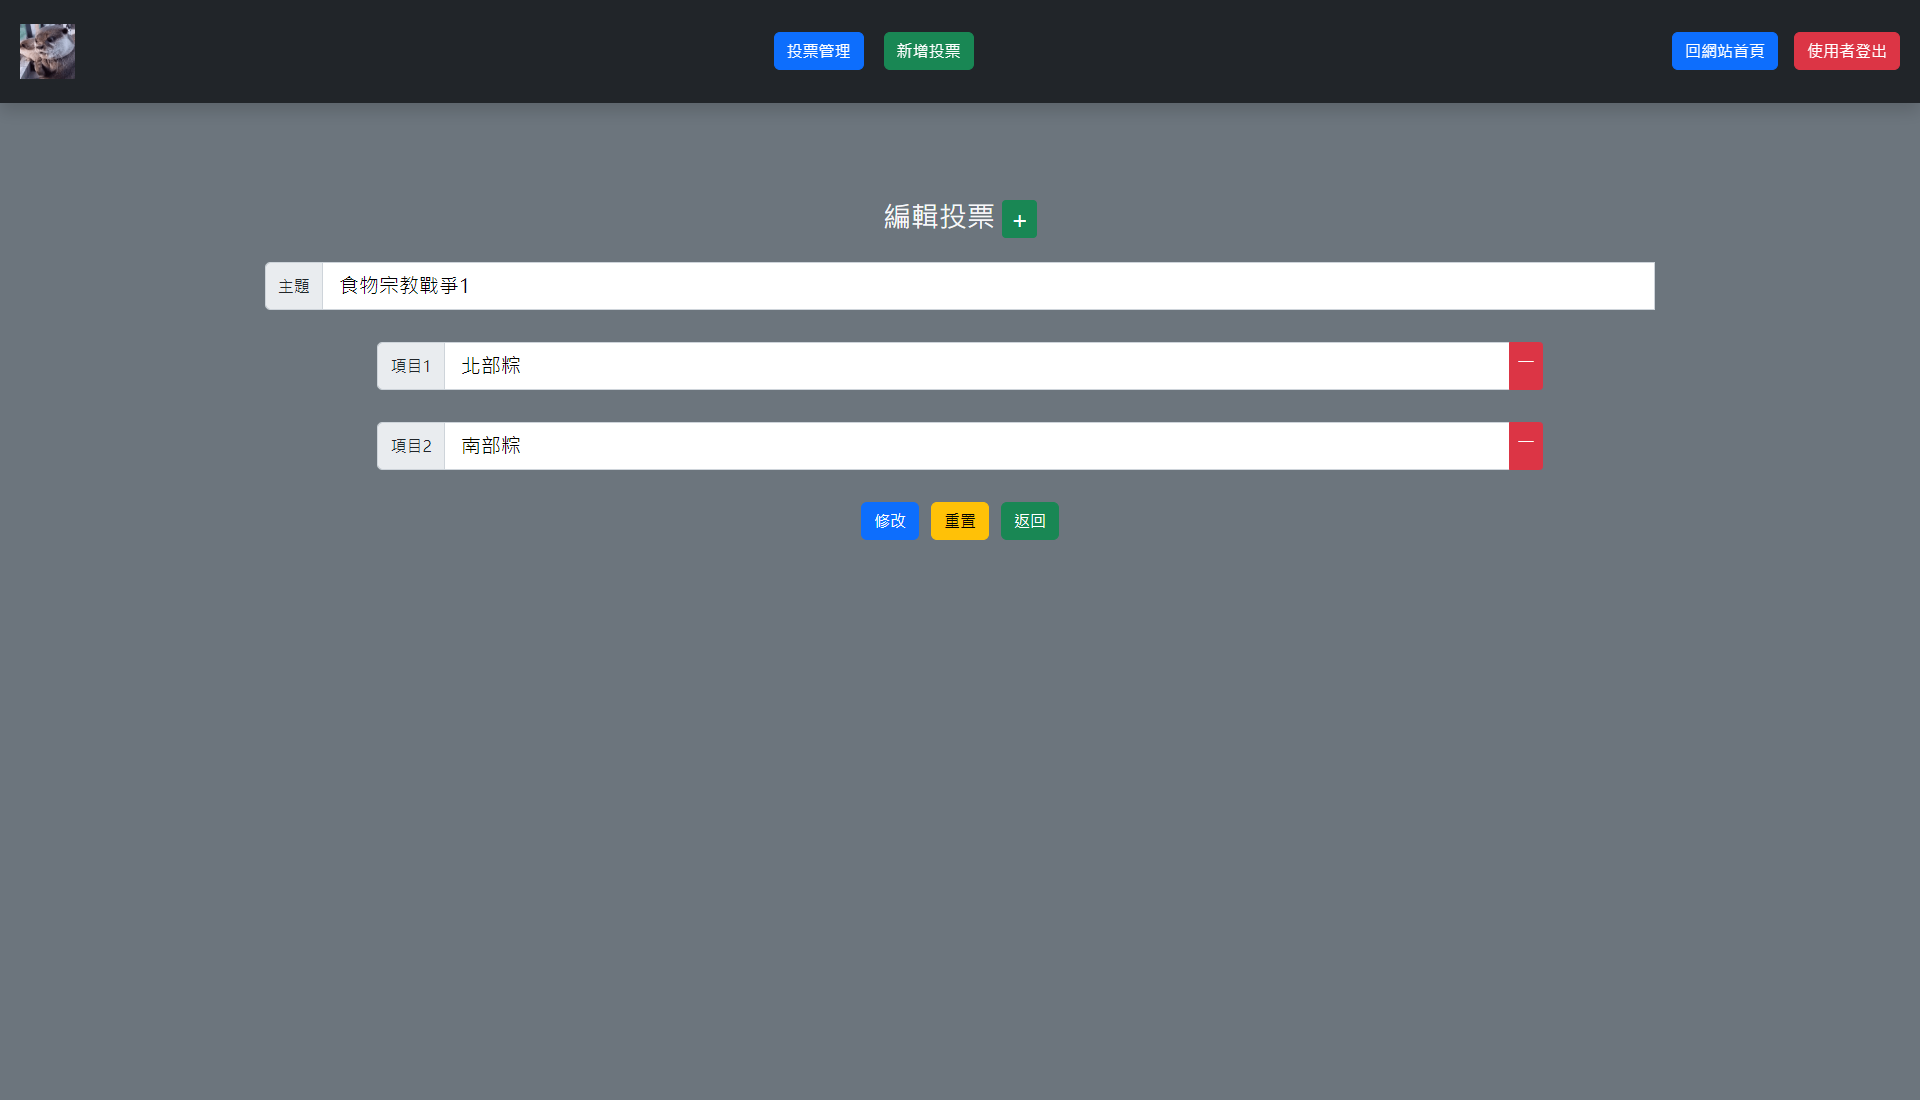 投票管理 新增投票 回網站首頁 使用者登出
編輯投票 +
主題 食物宗教戰爭1
項目1 北部粽 —
項目2 南部粽 —
修改 重置 返回